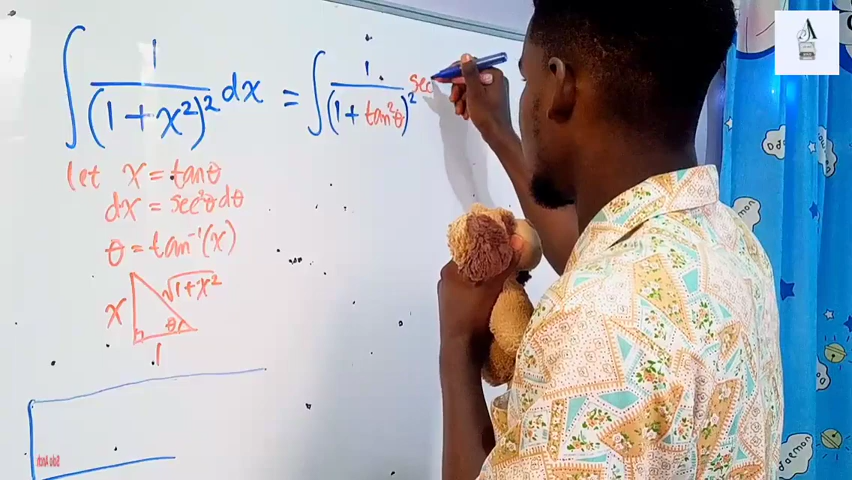 ∫ 1/(1+x²)² dx = ∫ 1/(1+tan²θ)² sec
let x = tanθ
dx = sec²θ dθ
θ = tan⁻¹(x)
x √1+x²
θ
1
daemon